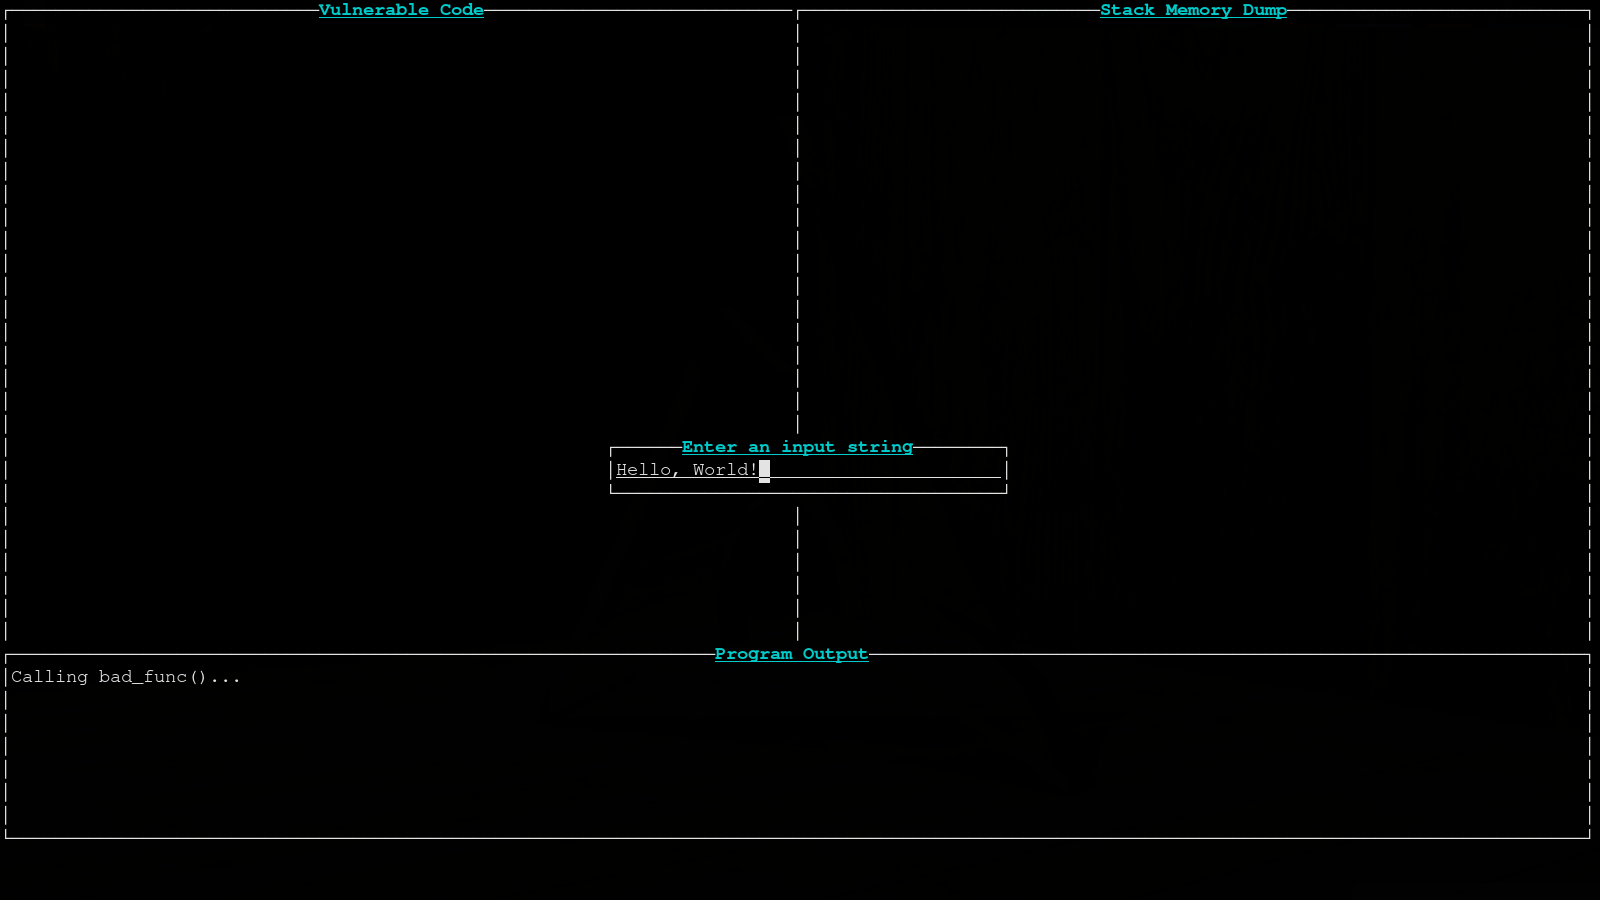 Vulnerable Code
Stack Memory Dump
Enter an input string
Hello, World!
Program Output
Calling bad_func()...